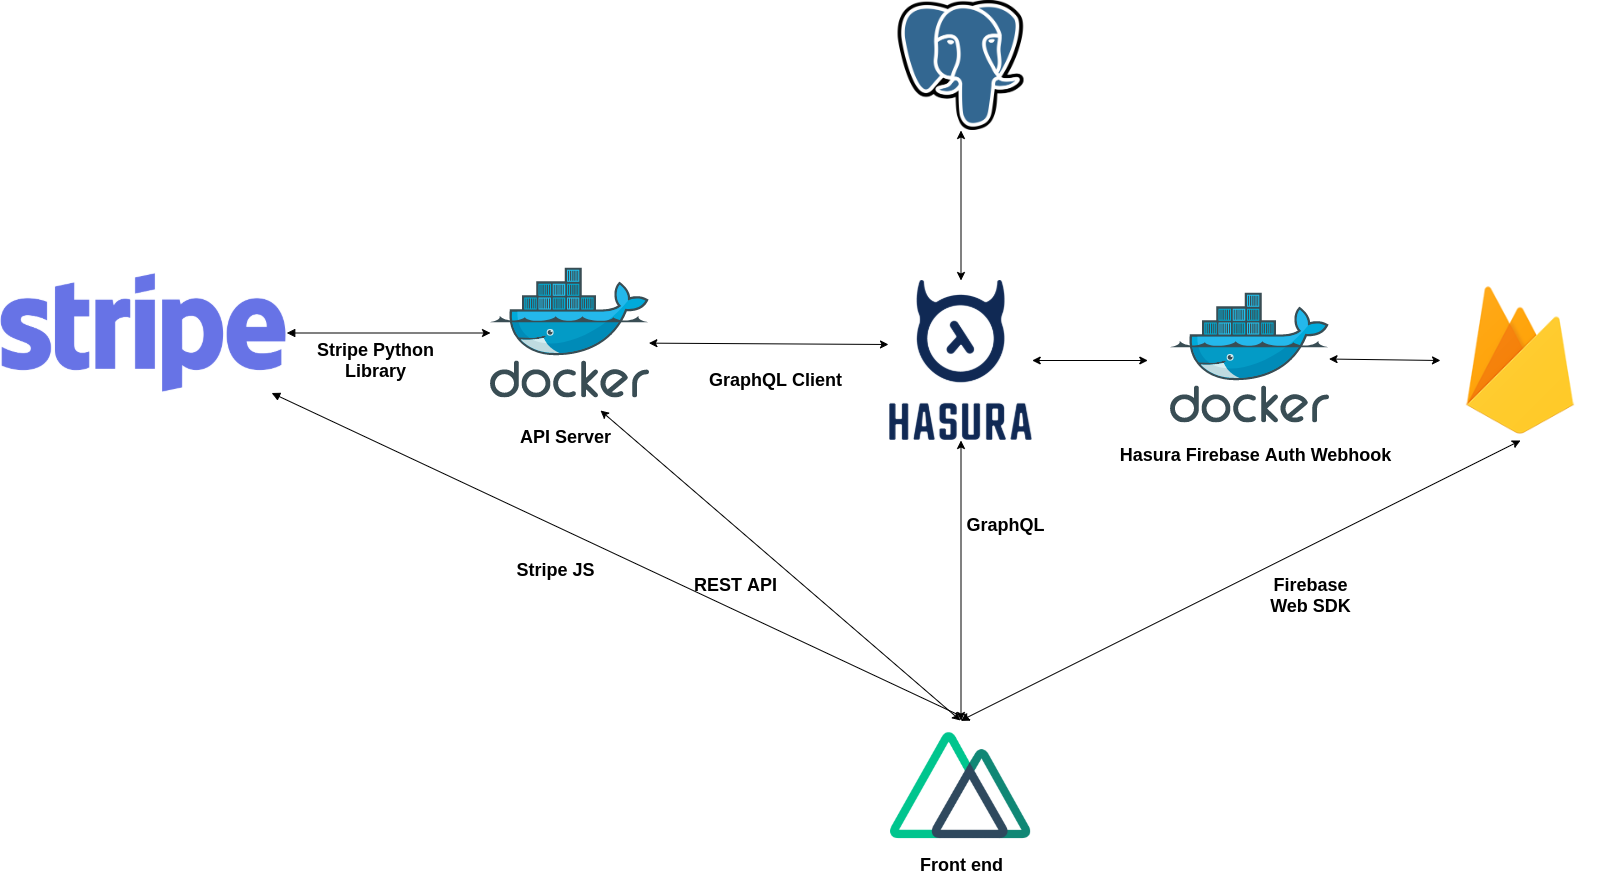 stripe
Stripe Python
Library
docker
API Server
GraphQL Client
HASURA
docker
Hasura Firebase Auth Webhook
GraphQL
Stripe JS
REST API
Firebase
Web SDK
Front end